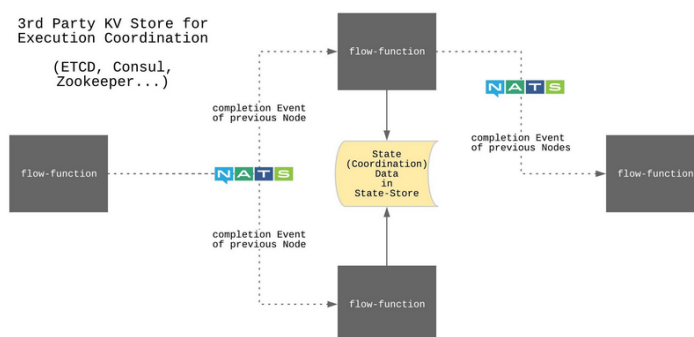 3rd Party KV Store for
Execution Coordination
(ETCD, Consul,
Zookeeper...)
flow-function
NATS
completion Event
of previous Node
completion Event
of previous Node
flow-function
State
(Coordination)
Data
in
State-Store
flow-function
NATS
completion Event
of previous Nodes
flow-function